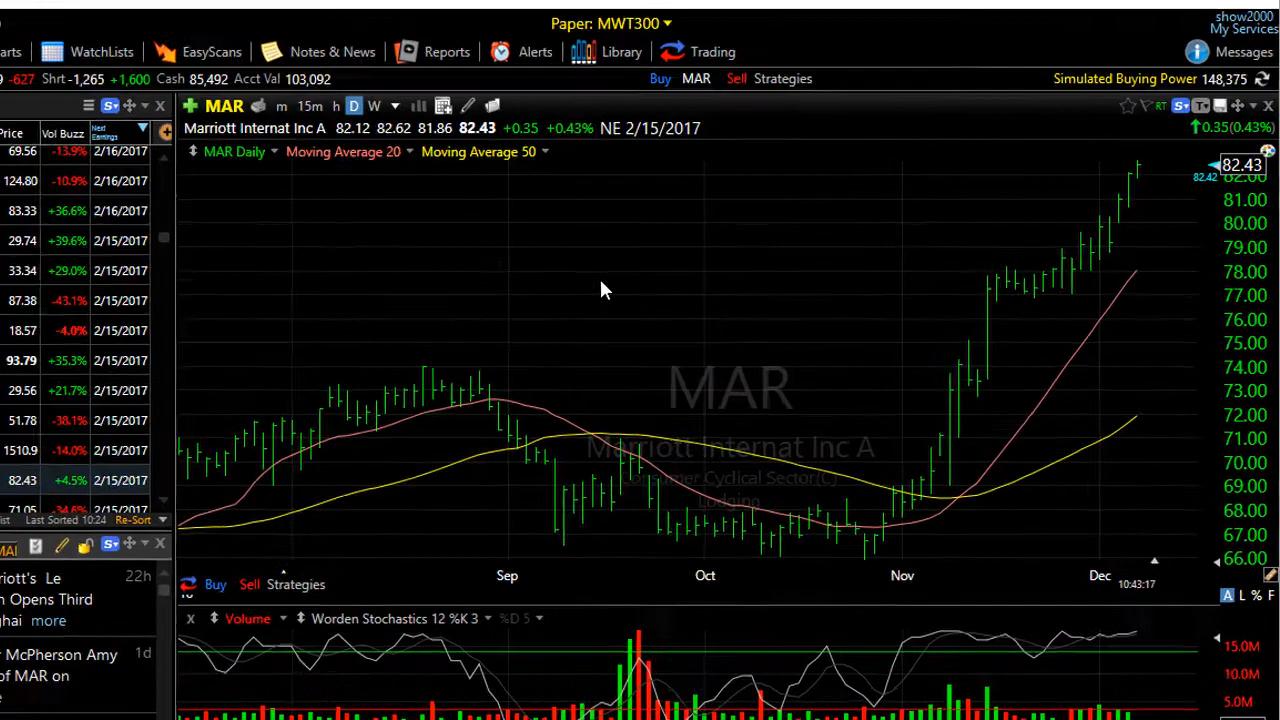 Paper: MWT300
show2000
My Services
arts WatchLists EasyScans Notes & News Reports Alerts Library Trading Messages
-627 Shrt -1,265 +1,600 Cash 85,492 Acct Val 103,092 Buy MAR Sell Strategies Simulated Buying Power 148,375
MAR m 15m h D W RT S T
Price Vol Buzz Next Earnings
Marriott Internat Inc A 82.12 82.62 81.86 82.43 +0.35 +0.43% NE 2/15/2017 0.35(0.43%)
MAR Daily Moving Average 20 Moving Average 50
69.56 -13.9% 2/16/2017
124.80 -10.9% 2/16/2017
83.33 +36.6% 2/15/2017
29.74 +39.6% 2/15/2017
33.34 +29.0% 2/15/2017
87.38 -43.1% 2/15/2017
18.57 -4.0% 2/15/2017
93.79 +35.3% 2/15/2017
29.56 +21.7% 2/15/2017
51.78 -38.1% 2/15/2017
1510.9 -14.0% 2/15/2017
82.43 +4.5% 2/15/2017
71.05 -34.6% 2/15/2017
ist Last Sorted 10:24 Re-Sort
82.43
82.42 82.00
81.00
80.00
79.00
78.00
77.00
76.00
75.00
74.00
73.00
72.00
71.00
70.00
69.00
68.00
67.00
66.00
MAR
Marriott Internat Inc A
Consumer Cyclical Sector(C)
Lodging
Sep Oct Nov Dec
10:43:17
Buy Sell Strategies
A L % F
MAR
riott's Le 22h
n Opens Third
ghai more
r McPherson Amy 1d
of MAR on
X Volume Worden Stochastics 12 %K 3 %D 5
15.0M
10.0M
5.0M